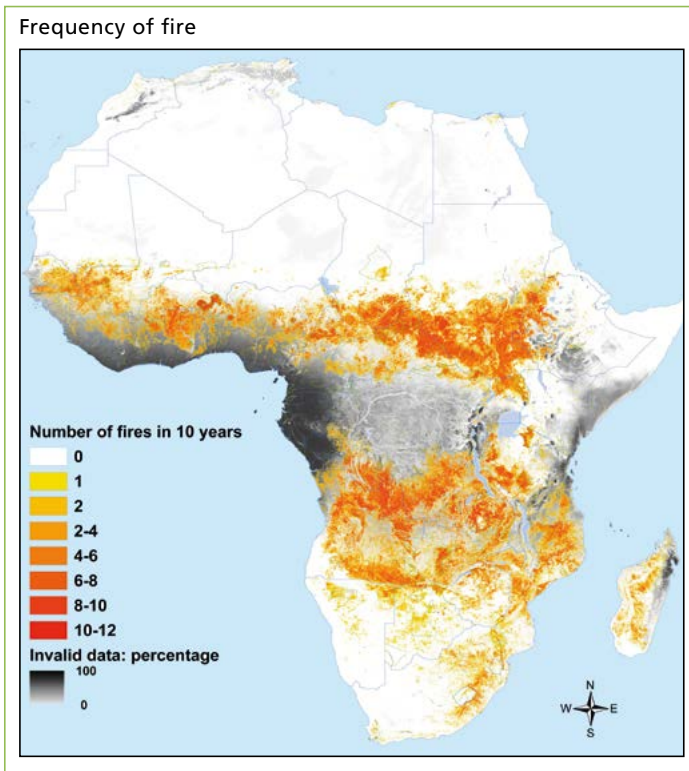 Frequency of fire
Number of fires in 10 years
0
1
2
2-4
4-6
6-8
8-10
10-12
Invalid data: percentage
100
0
N
W E
S